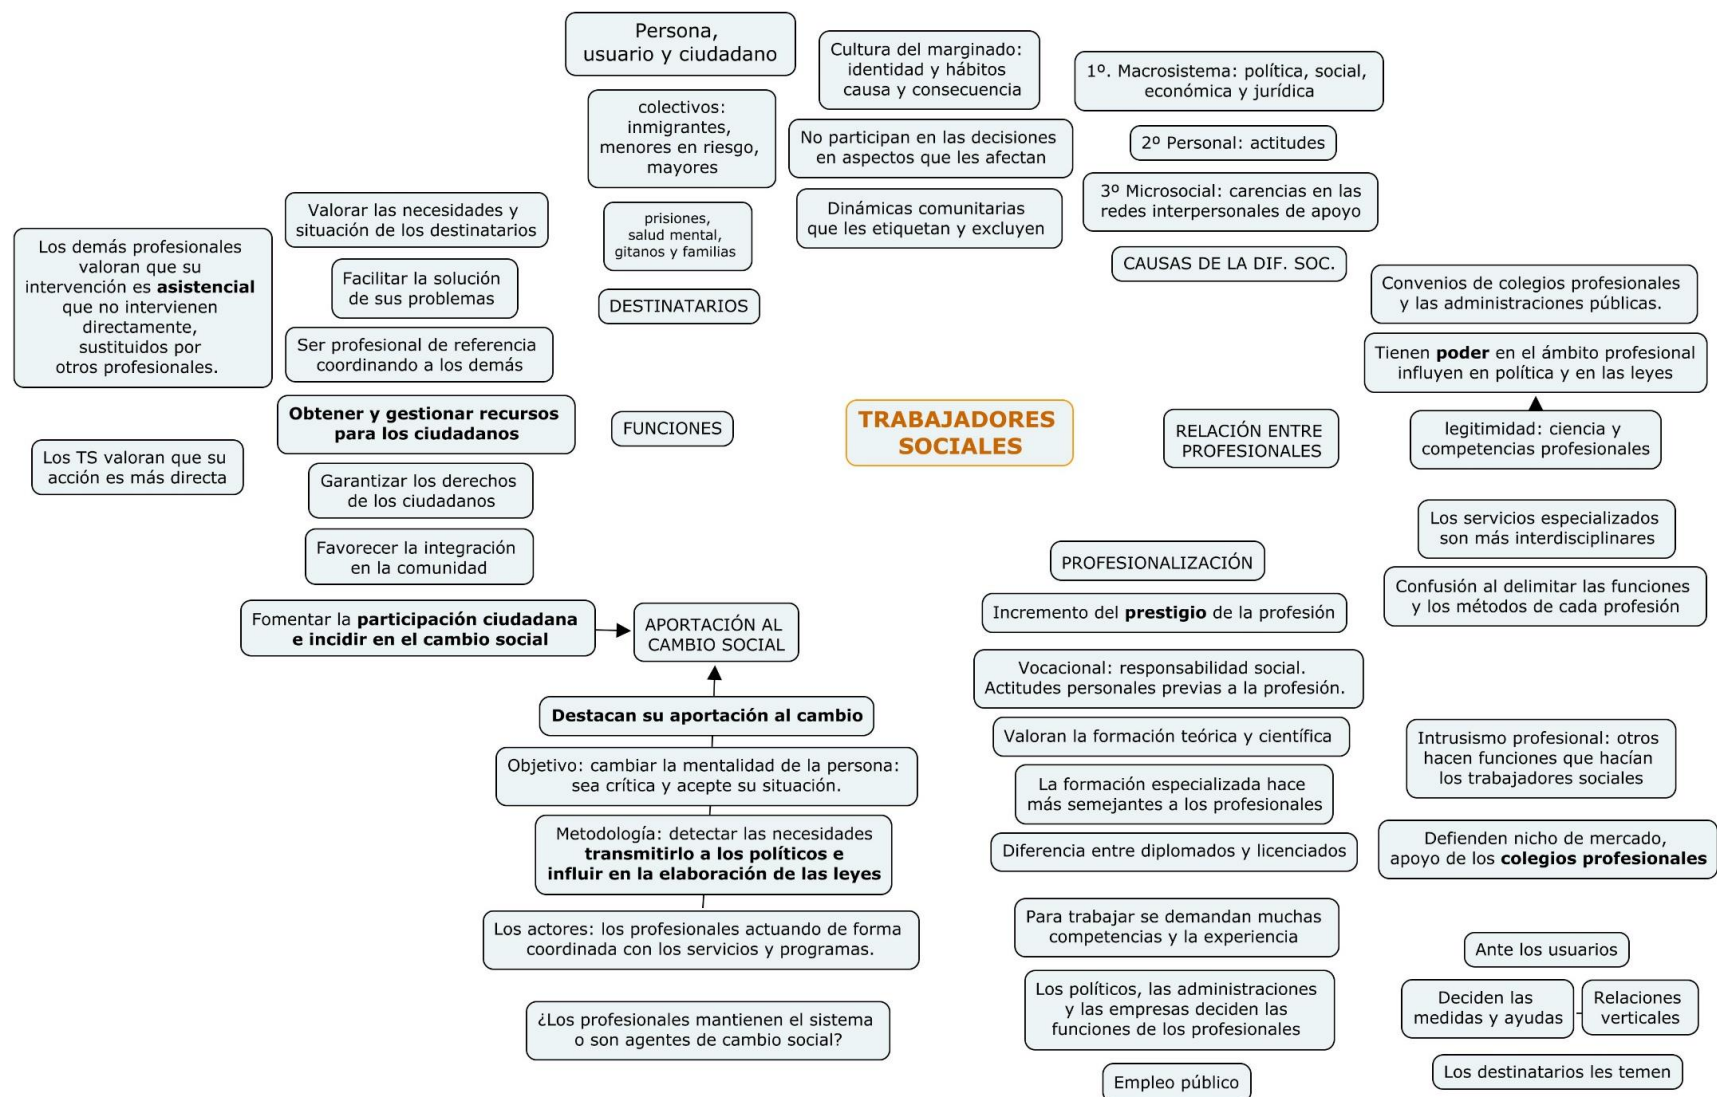 Persona,
usuario y ciudadano
colectivos:
inmigrantes,
menores en riesgo,
mayores
prisiones,
salud mental,
gitanos y familias
DESTINATARIOS
Cultura del marginado:
identidad y hábitos
causa y consecuencia
No participan en las decisiones
en aspectos que les afectan
Dinámicas comunitarias
que les etiquetan y excluyen
1º. Macrosistema: política, social,
económica y jurídica
2º Personal: actitudes
3º Microsocial: carencias en las
redes interpersonales de apoyo
CAUSAS DE LA DIF. SOC.
Los demás profesionales
valoran que su
intervención es asistencial
que no intervienen
directamente,
sustituidos por
otros profesionales.
Los TS valoran que su
acción es más directa
Valorar las necesidades y
situación de los destinatarios
Facilitar la solución
de sus problemas
Ser profesional de referencia
coordinando a los demás
Obtener y gestionar recursos
para los ciudadanos
Garantizar los derechos
de los ciudadanos
Favorecer la integración
en la comunidad
Fomentar la participación ciudadana
e incidir en el cambio social
FUNCIONES
TRABAJADORES
SOCIALES
RELACIÓN ENTRE
PROFESIONALES
Convenios de colegios profesionales
y las administraciones públicas.
Tienen poder en el ámbito profesional
influyen en política y en las leyes
legitimidad: ciencia y
competencias profesionales
Los servicios especializados
son más interdisciplinares
Confusión al delimitar las funciones
y los métodos de cada profesión
Intrusismo profesional: otros
hacen funciones que hacían
los trabajadores sociales
Defienden nicho de mercado,
apoyo de los colegios profesionales
Ante los usuarios
Deciden las
medidas y ayudas
Relaciones
verticales
Los destinatarios les temen
APORTACIÓN AL
CAMBIO SOCIAL
Destacan su aportación al cambio
Objetivo: cambiar la mentalidad de la persona:
sea crítica y acepte su situación.
Metodología: detectar las necesidades
transmitirlo a los políticos e
influir en la elaboración de las leyes
Los actores: los profesionales actuando de forma
coordinada con los servicios y programas.
¿Los profesionales mantienen el sistema
o son agentes de cambio social?
PROFESIONALIZACIÓN
Incremento del prestigio de la profesión
Vocacional: responsabilidad social.
Actitudes personales previas a la profesión.
Valoran la formación teórica y científica
La formación especializada hace
más semejantes a los profesionales
Diferencia entre diplomados y licenciados
Para trabajar se demandan muchas
competencias y la experiencia
Los políticos, las administraciones
y las empresas deciden las
funciones de los profesionales
Empleo público